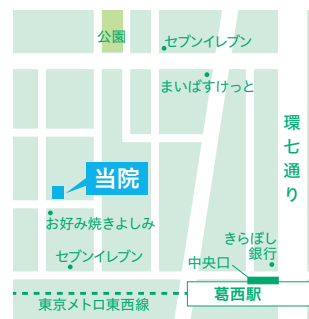 公園
セブンイレブン
まいばすけっと
環七通り
当院
お好み焼きよしみ
きらぼし
銀行
セブンイレブン
中央口
葛西駅
東京メトロ東西線